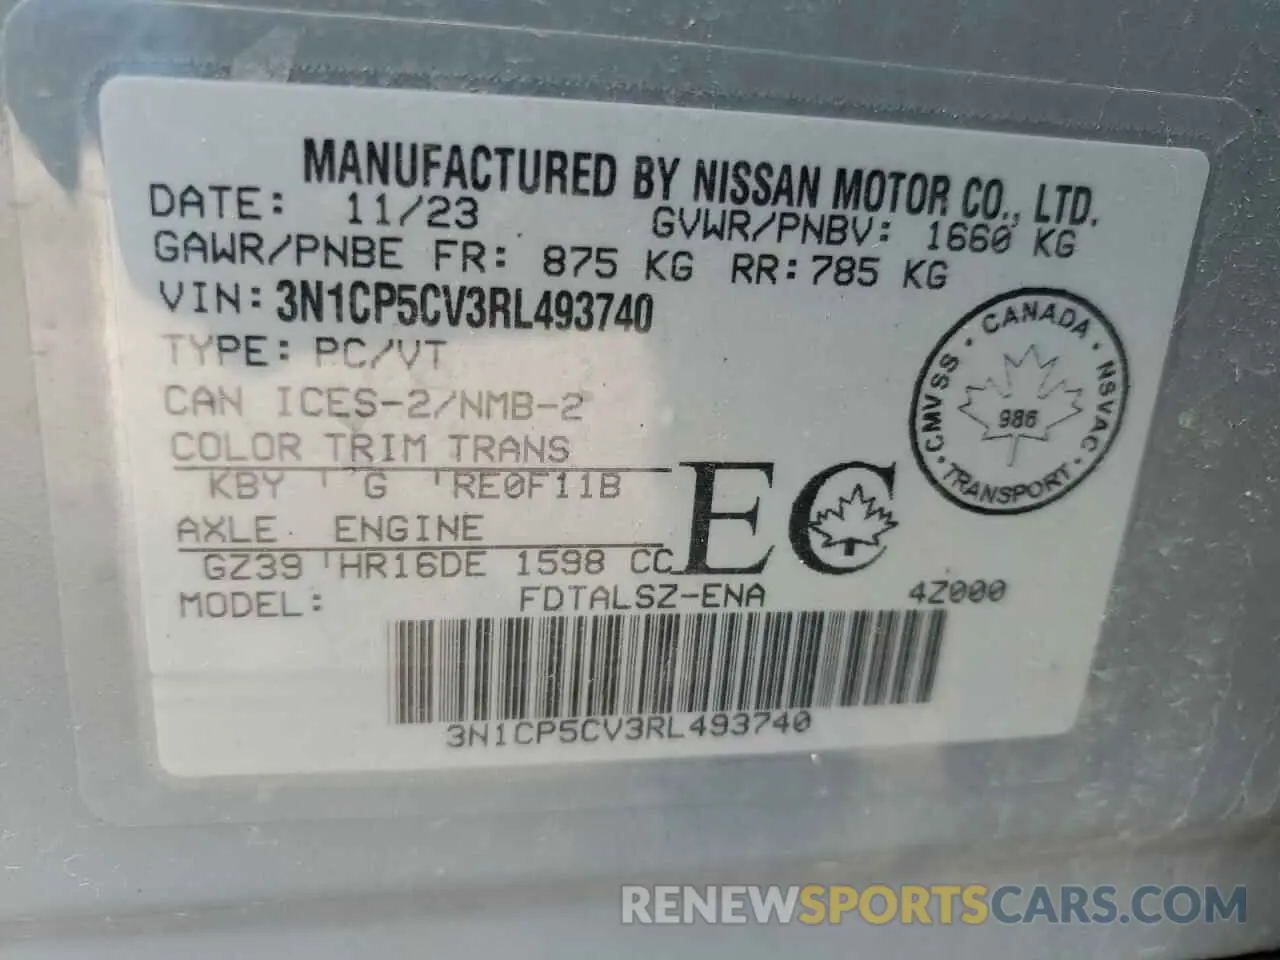 MANUFACTURED BY NISSAN MOTOR CO., LTD.
DATE: 11/23 GVWR/PNBV: 1660 KG
GAWR/PNBE FR: 875 KG RR: 785 KG
VIN: 3N1CP5CV3RL493740
TYPE: PC/VT
CAN ICES-2/NMB-2
COLOR TRIM TRANS
KBY G RE0F11B
AXLE ENGINE
GZ39 HR16DE 1598 CC
MODEL: FDTALSZ-ENA 4Z000
3N1CP5CV3RL493740
CANADA · NSVAC · TRANSPORT · CMVSS ·
986
EC
RENEWSPORTSCARS.COM